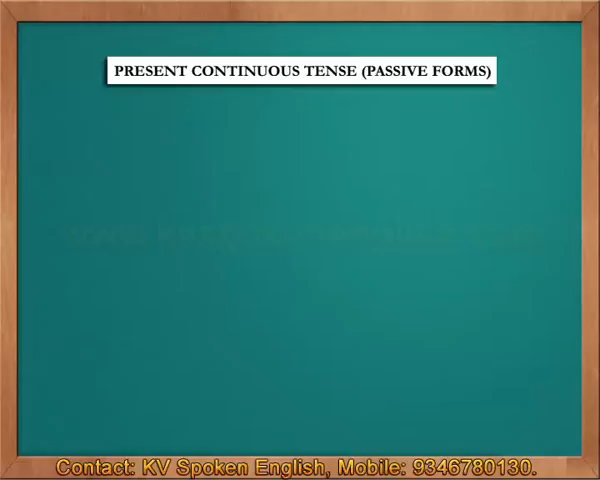 PRESENT CONTINUOUS TENSE (PASSIVE FORMS)
Contact: KV Spoken English, Mobile: 9346780130.